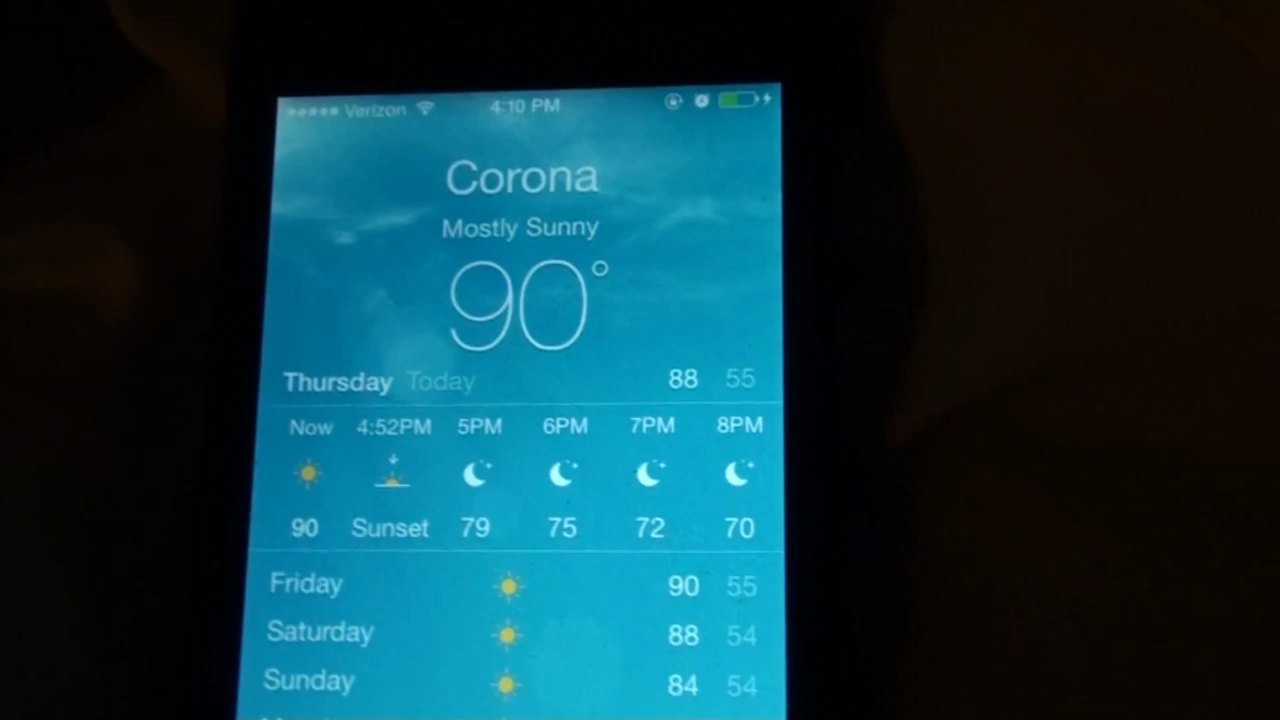 Verizon 4:10 PM
Corona
Mostly Sunny
90°
Thursday Today 88 55
Now 4:52PM 5PM 6PM 7PM 8PM
90 Sunset 79 75 72 70
Friday 90 55
Saturday 88 54
Sunday 84 54